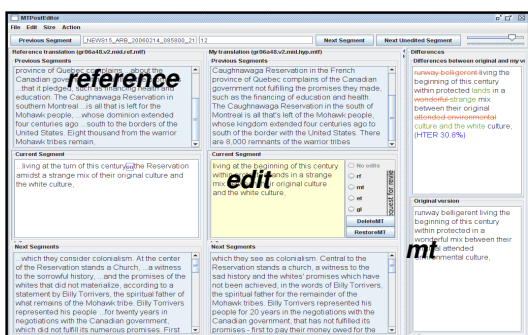 MTPostEditor
File Edit Size Action
Previous Segment _NEWS15_ARB_20060214_085800_21 12 Next Segment Next Unedited Segment
Reference translation (gr06a48.v2.mid.ref.mtf)
Previous Segments
province of Quebec complains ...about the
Canadian gov
...that it pledged, such as financing health and
education. The Caughnawaga Reservation in
southern Montreal ...is all that is left for the
Mohawk people, ...whose dominion extended
four centuries ago ...south to the borders of the
United States. Eight thousand from the warrior
Mohawk tribes remain,
reference
Current Segment
...living at the turn of this century, the Reservation
amidst a strange mix of their original culture and
the white culture,
Next Segments
...which they consider colonialism. At the center
of the Reservation stands a Church, ...a witness
to the sorrowful history, ...and the promises of the
whites that did not materialize, according to a
statement by Billy Torrivers, the spiritual father of
what remains of the Mohawk tribe. Billy Torrivers
represented his people ...for twenty years in
negotiations with the Canadian government,
which did not fulfill its numerous promises. First
My translation (gr06a48.v2.mid.hyp.mtf)
Previous Segments
Caughnawaga Reservation in the French
province of Quebec complains of the Canadian
government not fulfilling the promises they made,
such as the financing of education and health.
The Caughnawaga Reservation in the south of
Montreal is all that's left of the Mohawk people,
whose kingdom extended four centuries ago to
south of the border with the United States. There
are 8,000 remnants of the warrior tribes
Current Segment
living at the beginning of this century
within protected lands in a strange
mix between their original culture
and the white culture,
edit
No edits
rf
mt
et
gl
DeleteMT
RestoreMT
Next Segments
which they see as colonialism. Central to the
Reservation stands a church, a witness to the
sad history and the whites' promises which have
not been achieved, in the words of Billy Torrivers,
the spiritual father for the remainder of the
Mohawk tribes. Billy Torrivers represented his
people for 20 years in the negotiations with the
Canadian government, that has not fulfilled its
promises - first to pay their money owed for the
Differences
Differences between original and my v
runway belligerent living the
beginning of this century
within protected lands in a
wonderful strange mix
between their original
attended environmental
culture and the white culture,
(HTER 30.8%)
Original version
runway belligerent living the
beginning of this century
within protected in a
wonderful mix between their
original attended
environmental culture,
mt